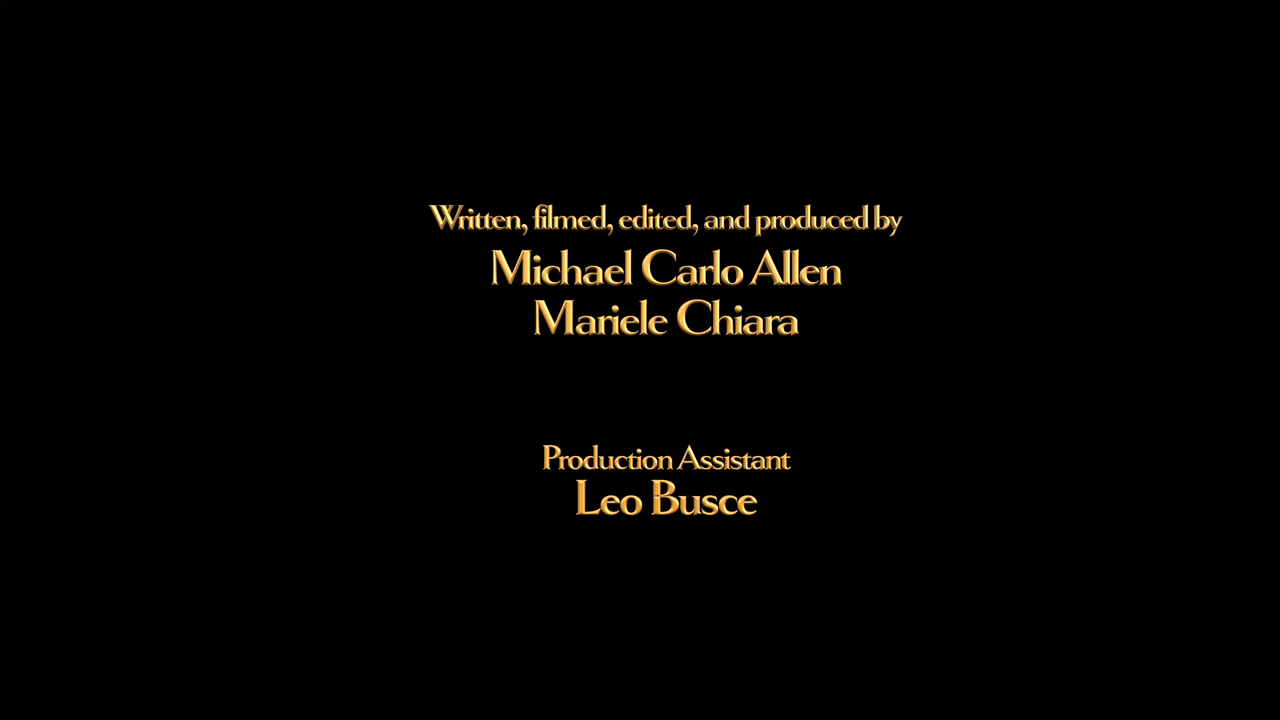 Written, filmed, edited, and produced by
Michael Carlo Allen
Mariele Chiara
Production Assistant
Leo Busce